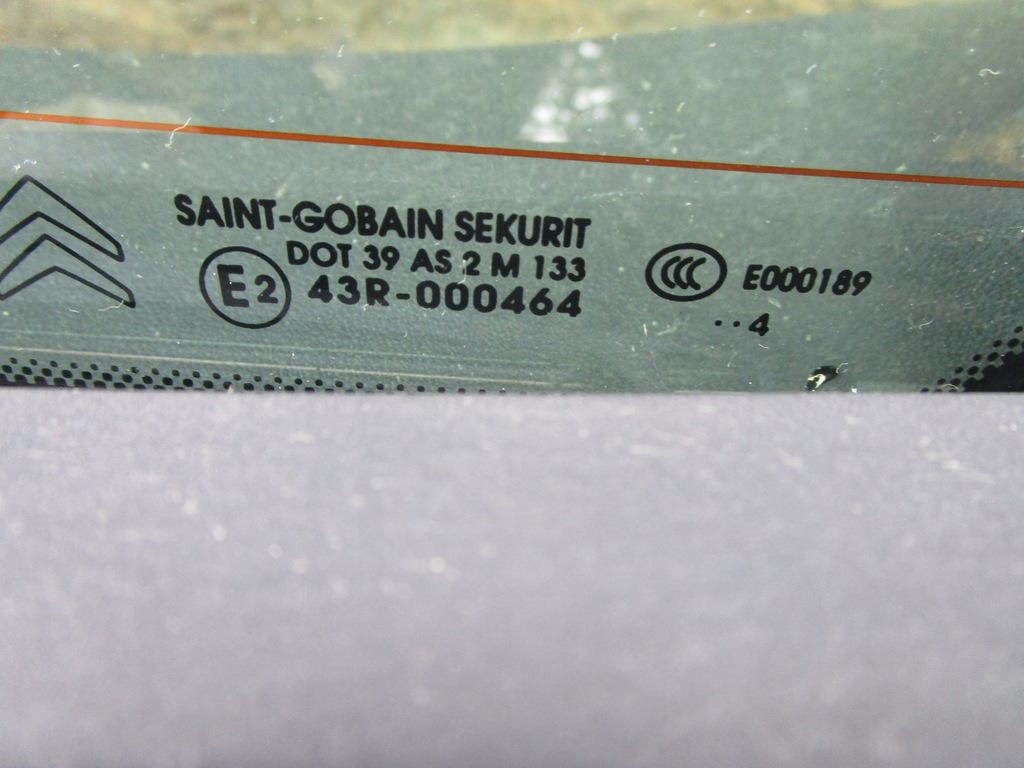 SAINT-GOBAIN SEKURIT
DOT 39 AS 2 M 133
E2 43R-000464
CCC E000189
..4